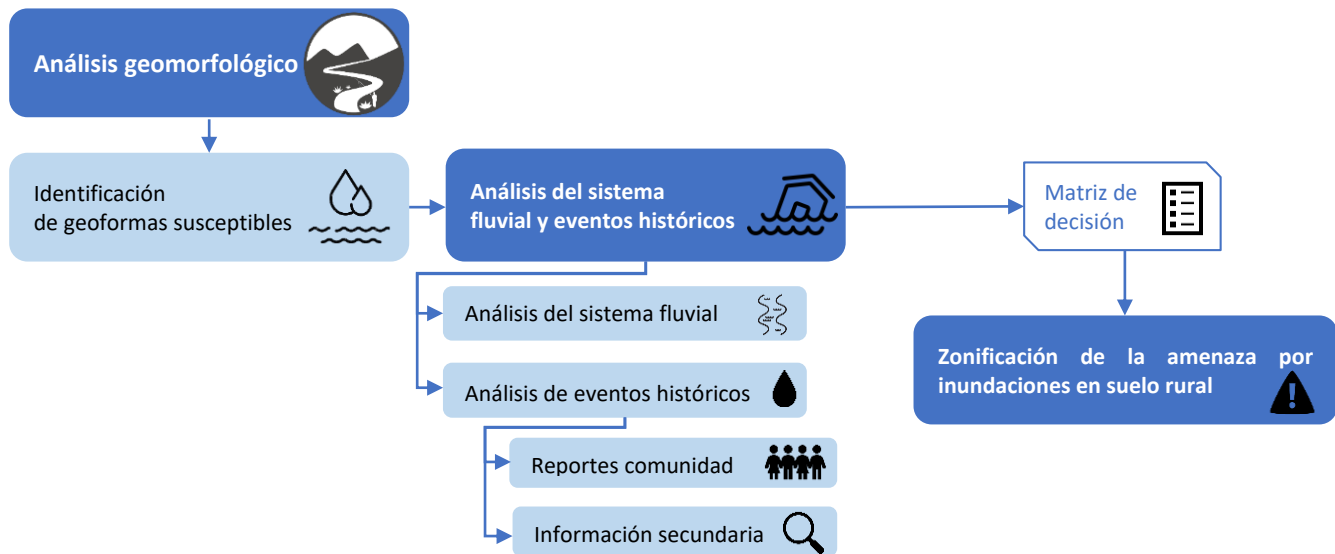 Análisis geomorfológico
Identificación
de geoformas susceptibles
Análisis del sistema
fluvial y eventos históricos
Matriz de
decisión
Análisis del sistema fluvial
Análisis de eventos históricos
Reportes comunidad
Información secundaria
Zonificación de la amenaza por
inundaciones en suelo rural